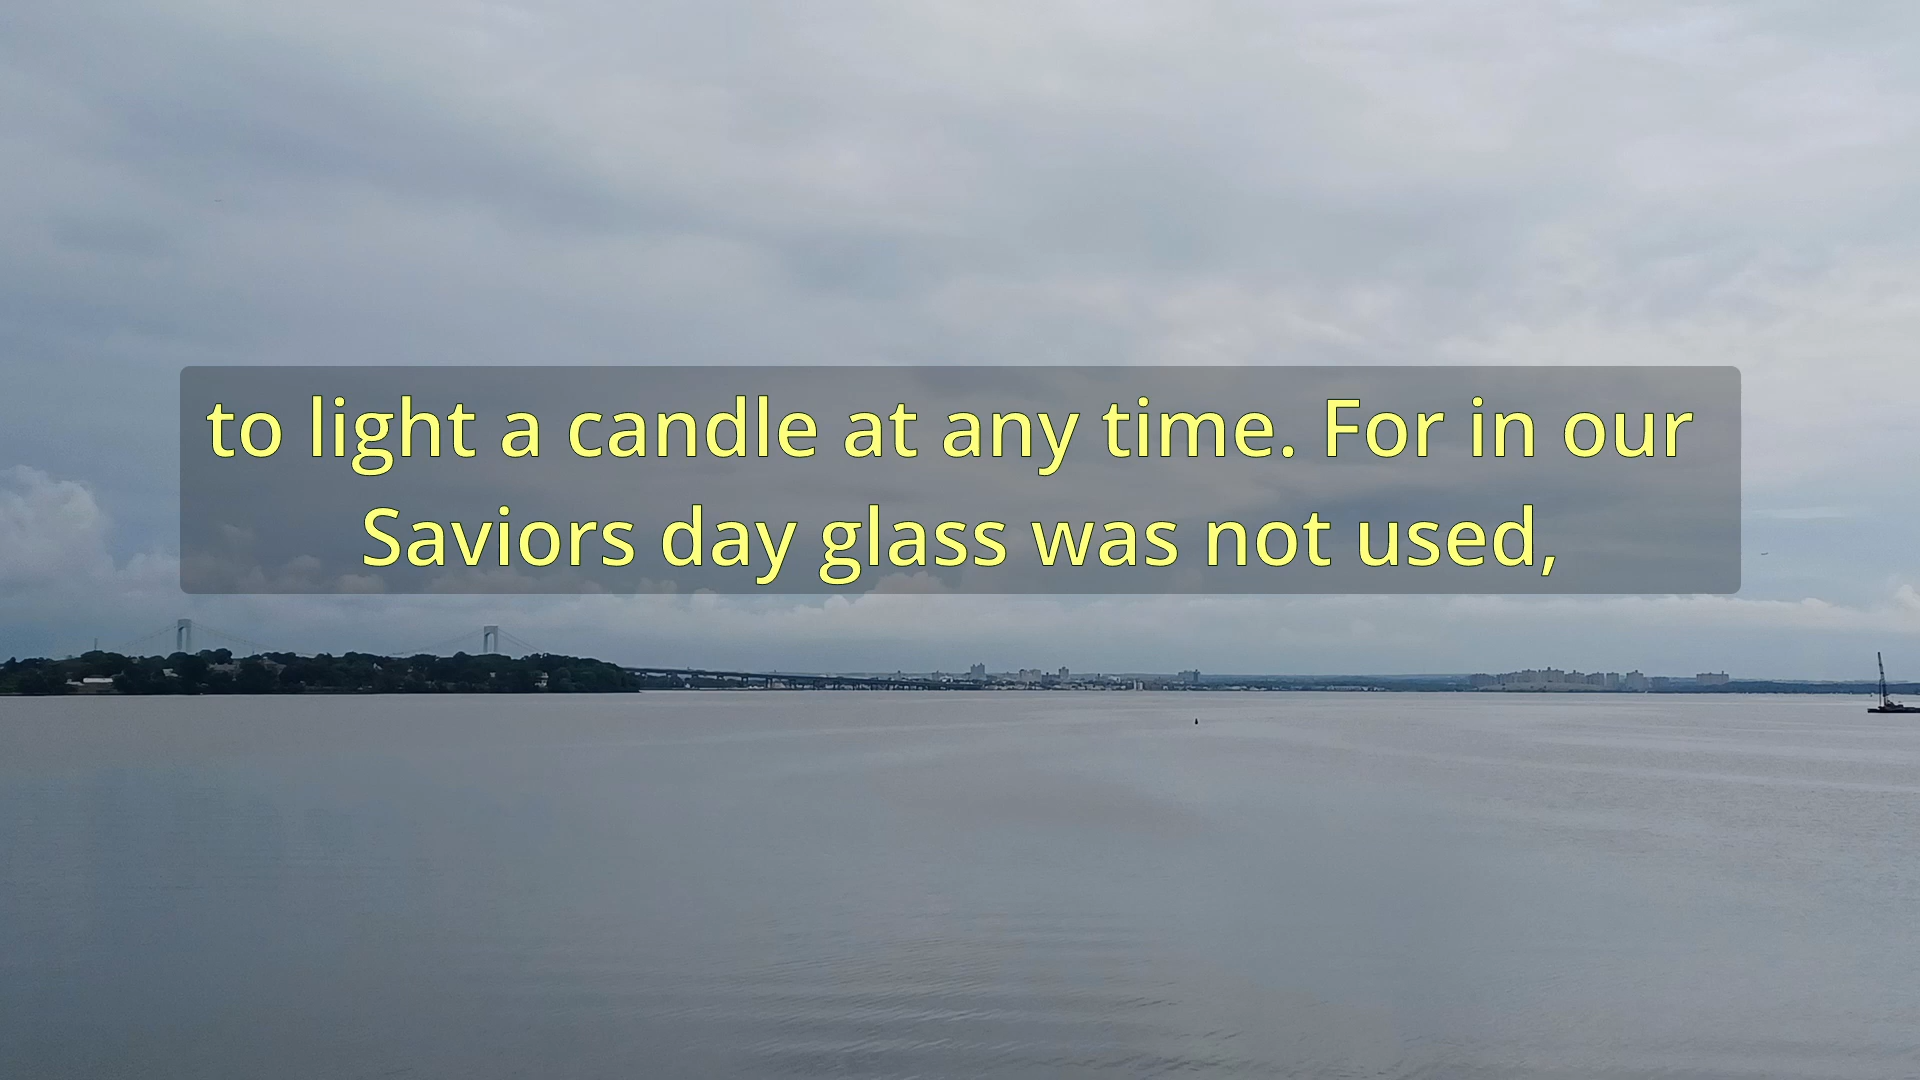 to light a candle at any time. For in our
Saviors day glass was not used,